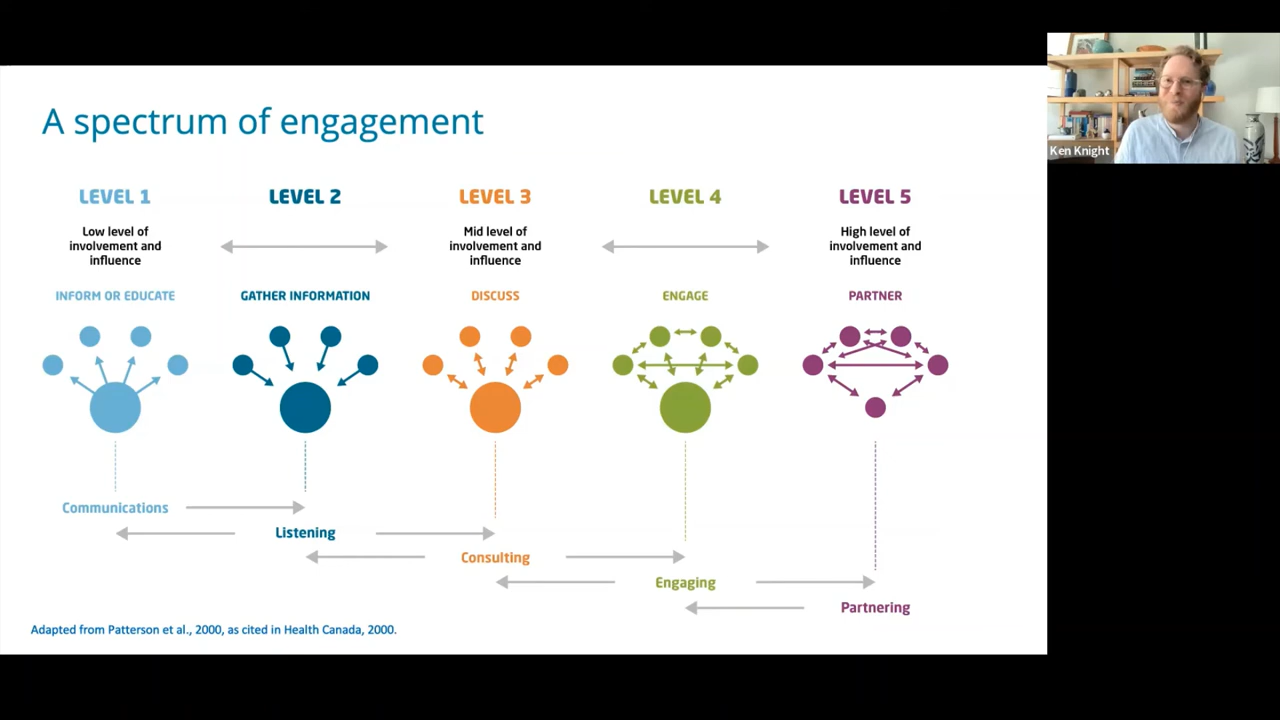 A spectrum of engagement
Ken Knight
LEVEL 1
LEVEL 2
LEVEL 3
LEVEL 4
LEVEL 5
Low level of
involvement and
influence
Mid level of
involvement and
influence
High level of
involvement and
influence
INFORM OR EDUCATE
GATHER INFORMATION
DISCUSS
ENGAGE
PARTNER
Communications
Listening
Consulting
Engaging
Partnering
Adapted from Patterson et al., 2000, as cited in Health Canada, 2000.